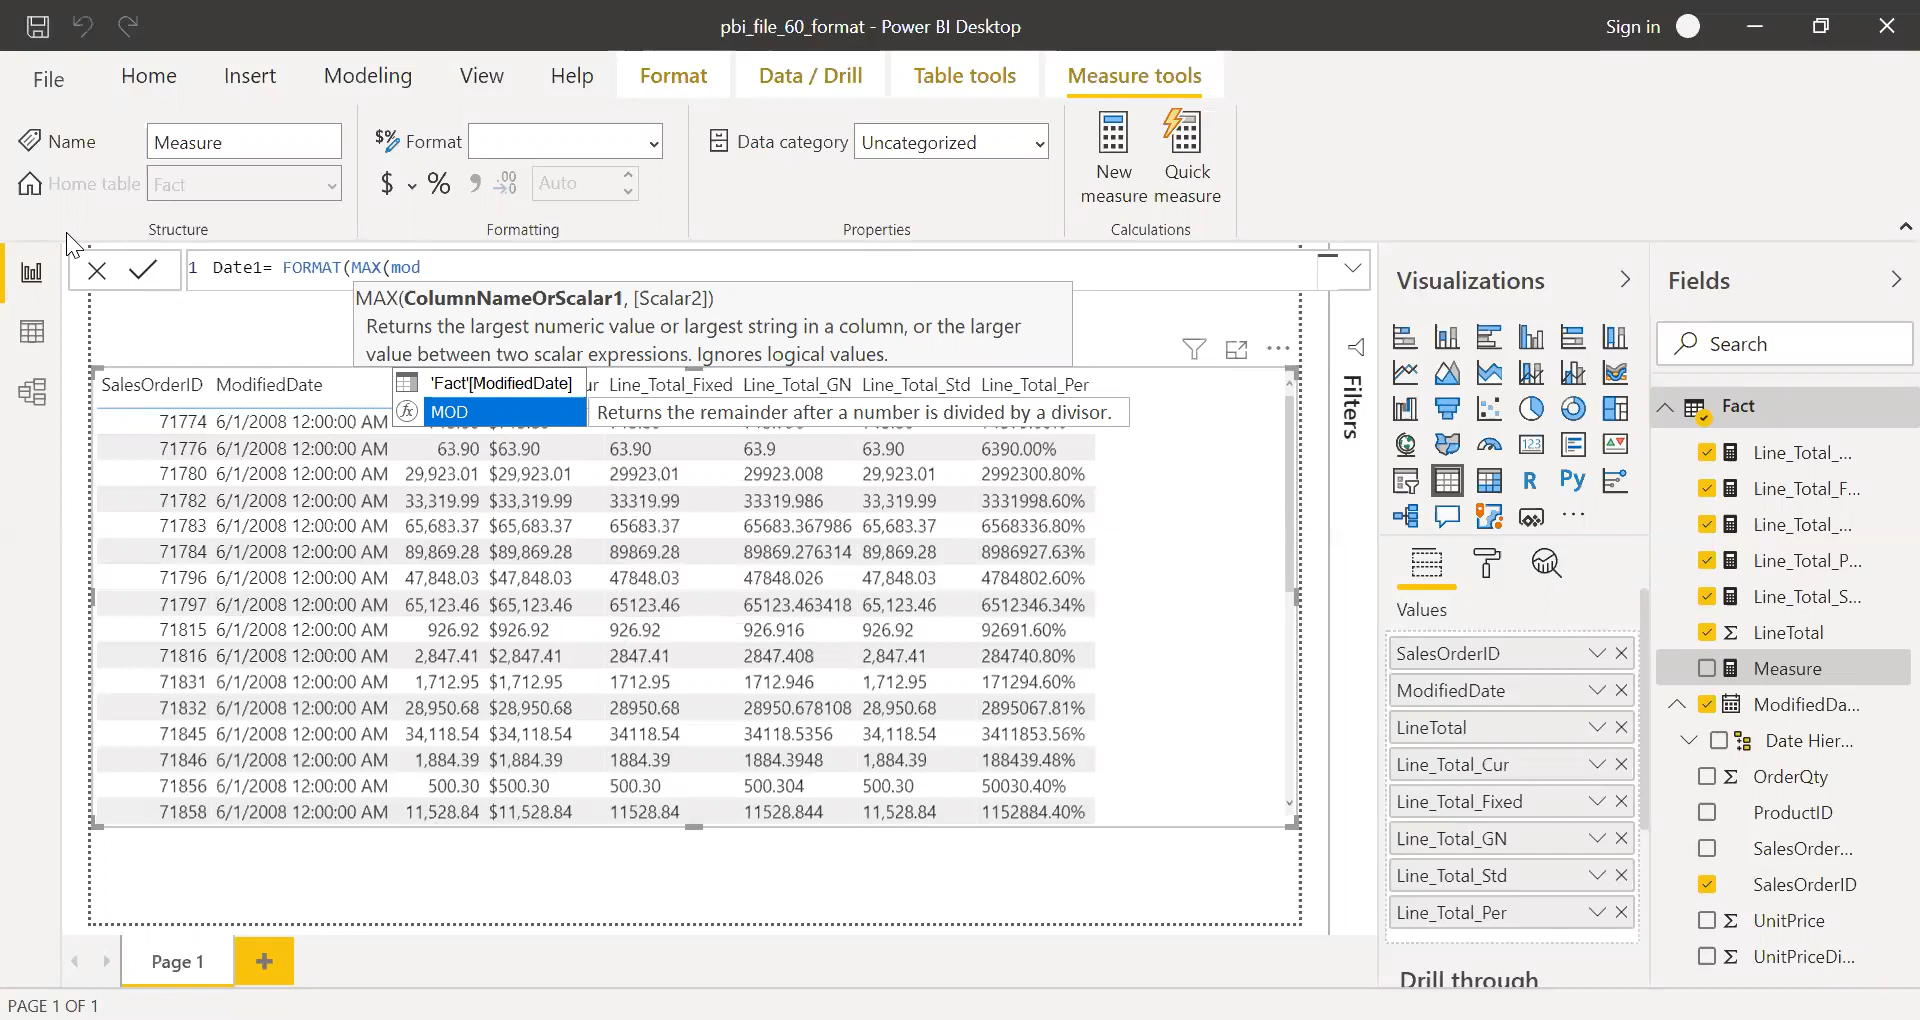 pbi_file_60_format - Power BI Desktop
Sign in
File Home Insert Modeling View Help Format Data / Drill Table tools Measure tools
Name Measure
Home table Fact
Structure
$% Format
$ % 9 .00 →0 Auto
Formatting
Data category Uncategorized
Properties
New measure
Quick measure
Calculations
1 Date1= FORMAT(MAX(mod
MAX(ColumnNameOrScalar1, [Scalar2])
Returns the largest numeric value or largest string in a column, or the larger
value between two scalar expressions. Ignores logical values.
'Fact'[ModifiedDate]
MOD Returns the remainder after a number is divided by a divisor.
SalesOrderID ModifiedDate ur Line_Total_Fixed Line_Total_GN Line_Total_Std Line_Total_Per
71774 6/1/2008 12:00:00 AM
71776 6/1/2008 12:00:00 AM 63.90 $63.90 63.90 63.9 63.90 6390.00%
71780 6/1/2008 12:00:00 AM 29,923.01 $29,923.01 29923.01 29923.008 29,923.01 2992300.80%
71782 6/1/2008 12:00:00 AM 33,319.99 $33,319.99 33319.99 33319.986 33,319.99 3331998.60%
71783 6/1/2008 12:00:00 AM 65,683.37 $65,683.37 65683.37 65683.367986 65,683.37 6568336.80%
71784 6/1/2008 12:00:00 AM 89,869.28 $89,869.28 89869.28 89869.276314 89,869.28 8986927.63%
71796 6/1/2008 12:00:00 AM 47,848.03 $47,848.03 47848.03 47848.026 47,848.03 4784802.60%
71797 6/1/2008 12:00:00 AM 65,123.46 $65,123.46 65123.46 65123.463418 65,123.46 6512346.34%
71815 6/1/2008 12:00:00 AM 926.92 $926.92 926.92 926.916 926.92 92691.60%
71816 6/1/2008 12:00:00 AM 2,847.41 $2,847.41 2847.41 2847.408 2,847.41 284740.80%
71831 6/1/2008 12:00:00 AM 1,712.95 $1,712.95 1712.95 1712.946 1,712.95 171294.60%
71832 6/1/2008 12:00:00 AM 28,950.68 $28,950.68 28950.68 28950.678108 28,950.68 2895067.81%
71845 6/1/2008 12:00:00 AM 34,118.54 $34,118.54 34118.54 34118.5356 34,118.54 3411853.56%
71846 6/1/2008 12:00:00 AM 1,884.39 $1,884.39 1884.39 1884.3948 1,884.39 188439.48%
71856 6/1/2008 12:00:00 AM 500.30 $500.30 500.30 500.304 500.30 50030.40%
71858 6/1/2008 12:00:00 AM 11,528.84 $11,528.84 11528.84 11528.844 11,528.84 1152884.40%
Filters
Visualizations
123
R Py
...
Values
SalesOrderID
ModifiedDate
LineTotal
Line_Total_Cur
Line_Total_Fixed
Line_Total_GN
Line_Total_Std
Line_Total_Per
Drill through
Fields
Search
Fact
Line_Total_...
Line_Total_F...
Line_Total_...
Line_Total_P...
Line_Total_S...
LineTotal
Measure
ModifiedDa...
Date Hier...
OrderQty
ProductID
SalesOrder...
SalesOrderID
UnitPrice
UnitPriceDi...
Page 1
PAGE 1 OF 1